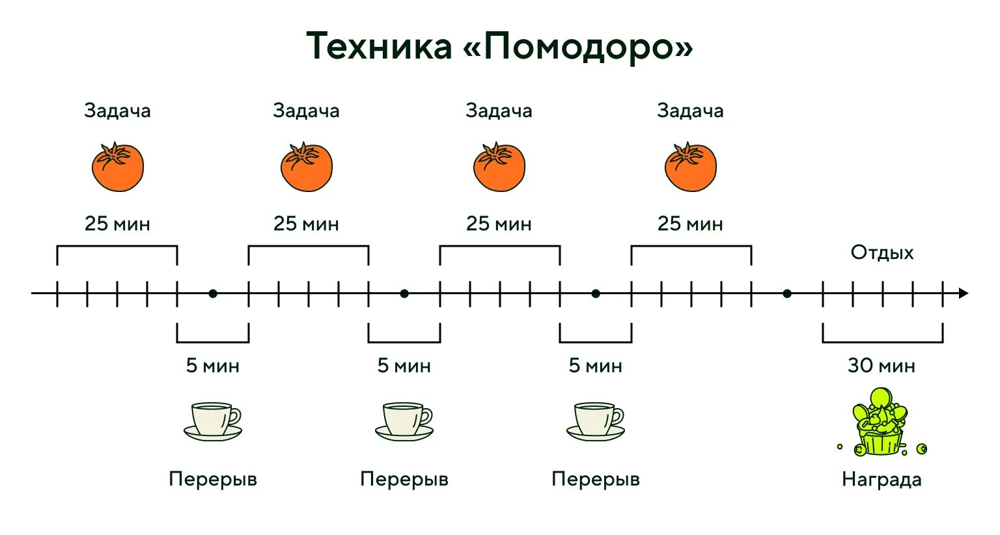 Техника «Помодоро»
Задача Задача Задача Задача
25 мин 25 мин 25 мин 25 мин
Отдых
5 мин 5 мин 5 мин 30 мин
Перерыв Перерыв Перерыв Награда